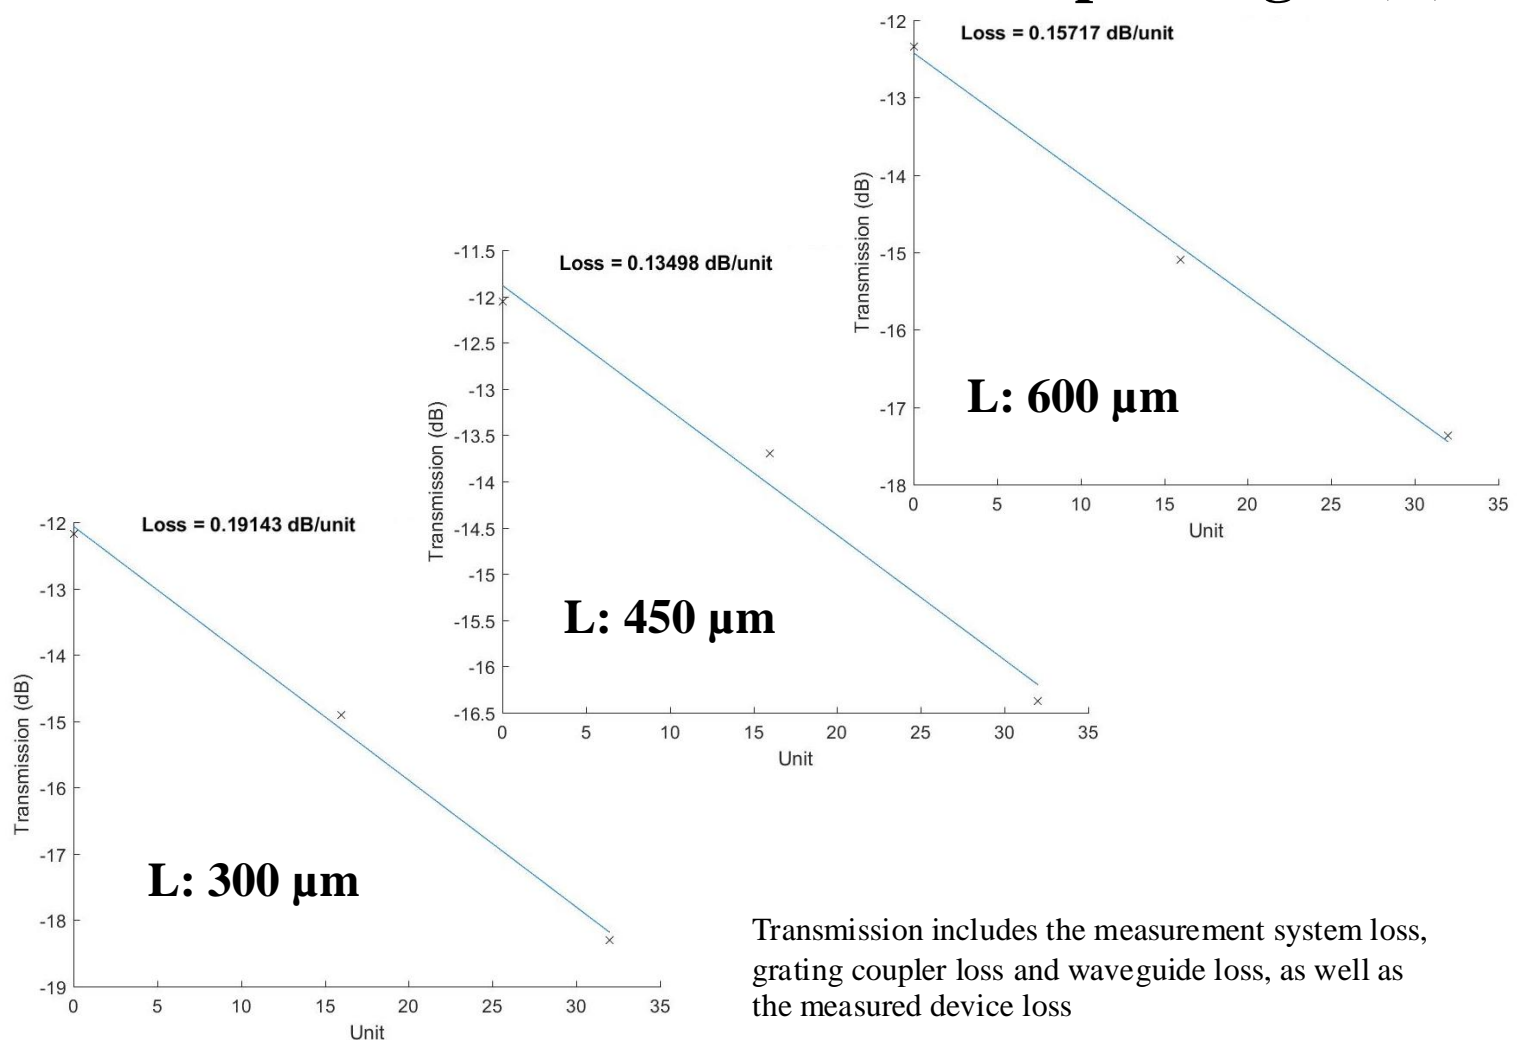 Loss = 0.15717 dB/unit
-12
-13
-14
-15
-16
-17
-18
Transmission (dB)
L: 600 µm
0 5 10 15 20 25 30 35
Unit
Loss = 0.13498 dB/unit
-11.5
-12
-12.5
-13
-13.5
-14
-14.5
-15
-15.5
-16
-16.5
Transmission (dB)
L: 450 µm
0 5 10 15 20 25 30 35
Unit
Loss = 0.19143 dB/unit
-12
-13
-14
-15
-16
-17
-18
-19
Transmission (dB)
L: 300 µm
0 5 10 15 20 25 30 35
Unit
Transmission includes the measurement system loss,
grating coupler loss and waveguide loss, as well as
the measured device loss